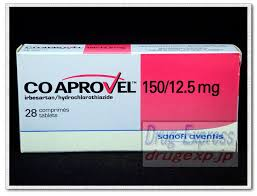 COAPROVEL 150/12.5 mg
irbesartan/hydrochlorothiazide
28 comprimés
tablets
sanofi aventis
Drug-Express
drugexp.jp